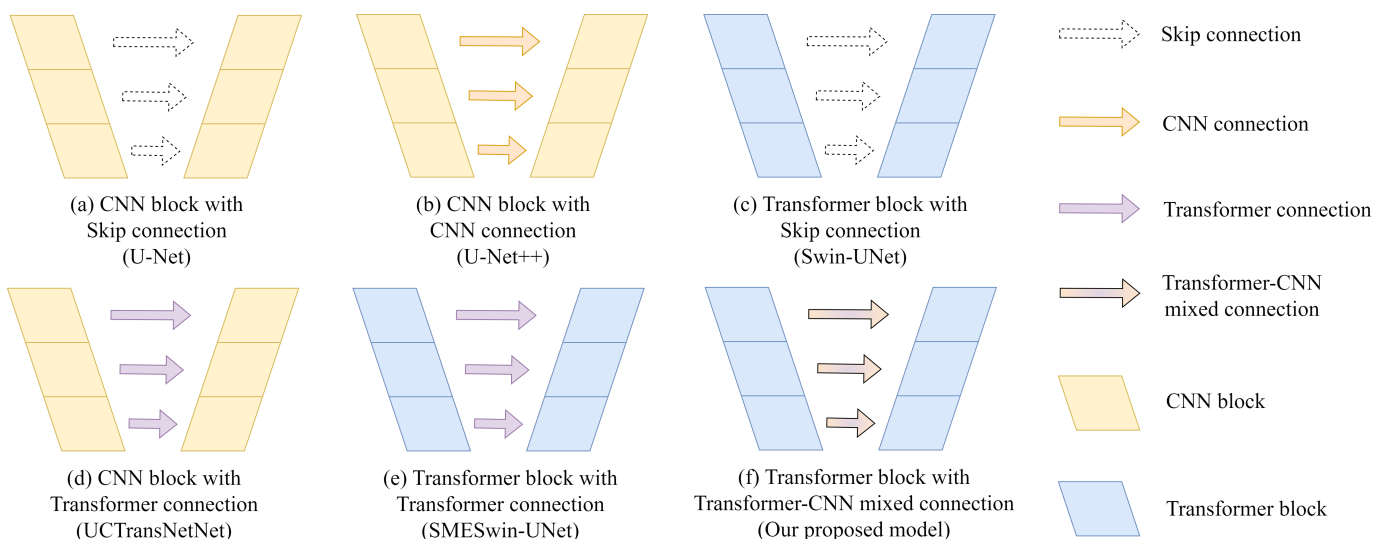 (a) CNN block with
Skip connection
(U-Net)
(b) CNN block with
CNN connection
(U-Net++)
(c) Transformer block with
Skip connection
(Swin-UNet)
(d) CNN block with
Transformer connection
(UCTransNetNet)
(e) Transformer block with
Transformer connection
(SMESwin-UNet)
(f) Transformer block with
Transformer-CNN mixed connection
(Our proposed model)
Skip connection
CNN connection
Transformer connection
Transformer-CNN
mixed connection
CNN block
Transformer block